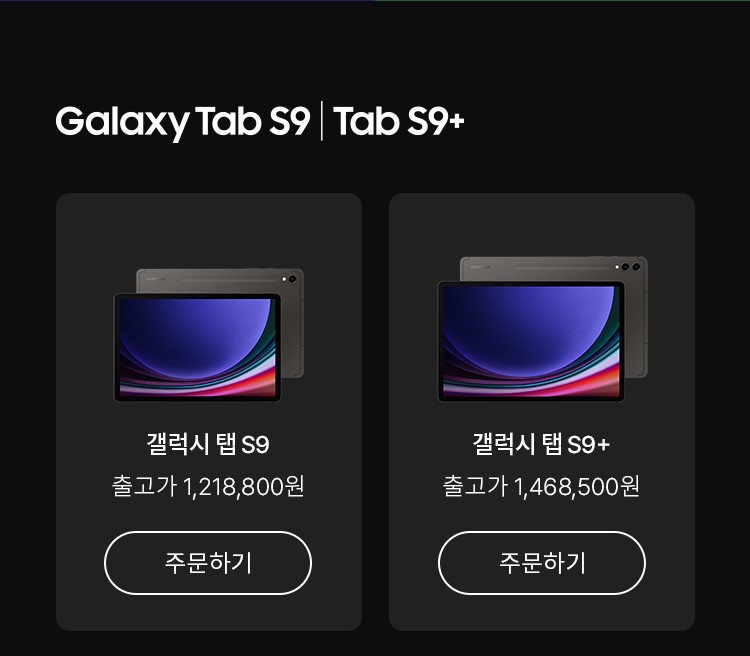 Galaxy Tab S9 | Tab S9+
갤럭시 탭 S9
출고가 1,218,800원
주문하기
갤럭시 탭 S9+
출고가 1,468,500원
주문하기